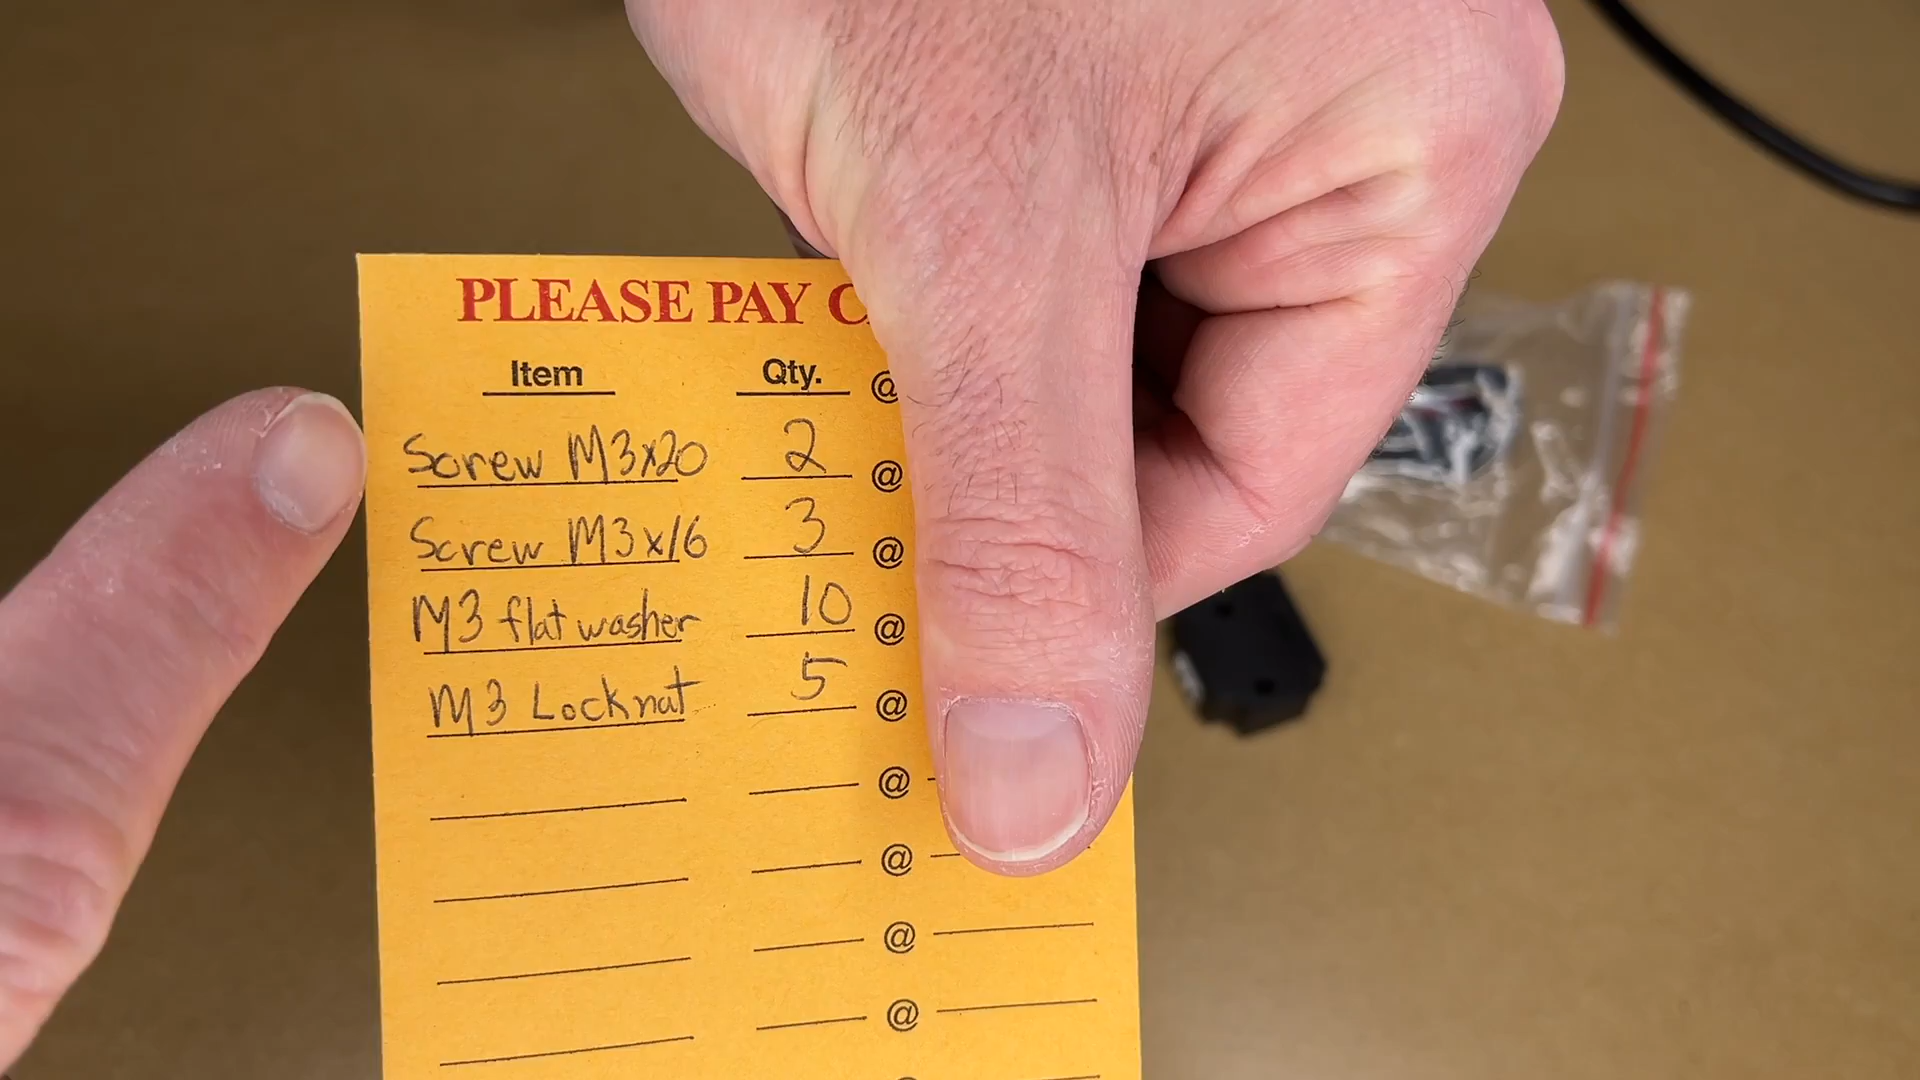 PLEASE PAY
Item Qty. @
Screw M3x20 2 @
Screw M3x16 3 @
M3 flat washer 10 @
M3 Locknut 5 @
@
@
@
@